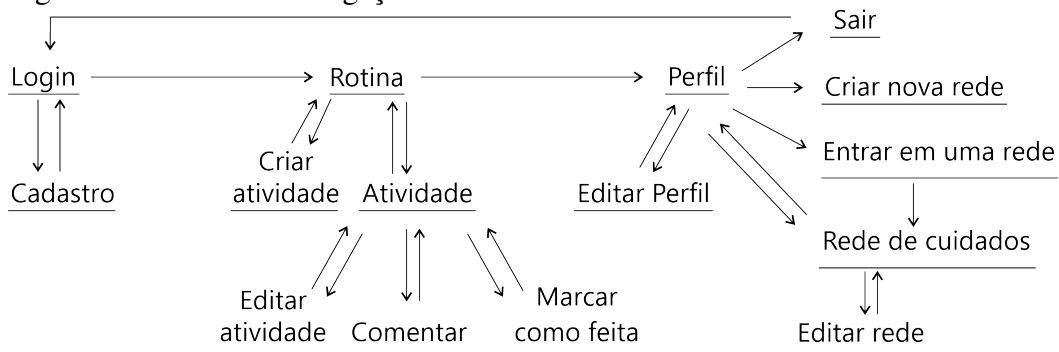 Sair
Login
Rotina
Perfil
Criar nova rede
Entrar em uma rede
Criar
atividade
Cadastro
Atividade
Editar Perfil
Rede de cuidados
Editar
atividade
Comentar
Marcar
como feita
Editar rede